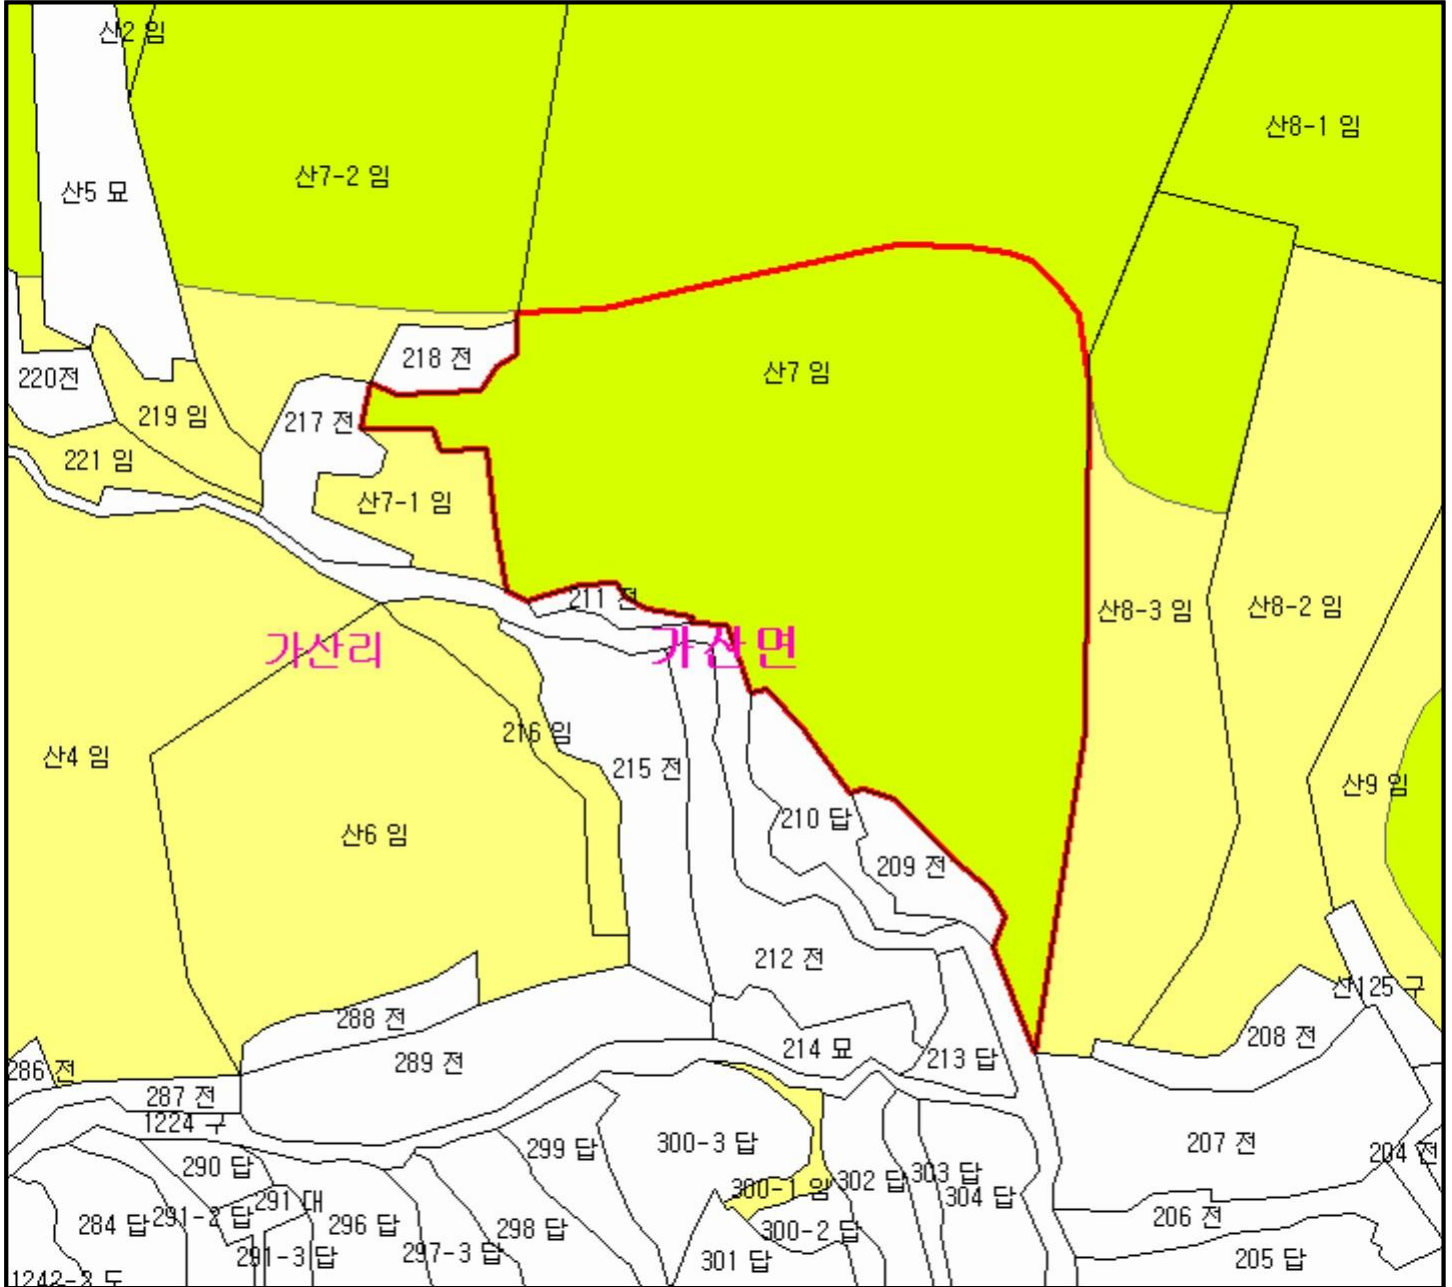 산2 임
산8-1 임
산7-2 임
산5 묘
218 전
산7 임
220전
219 임
217 전
221 임
산7-1 임
211 전
산8-3 임
산8-2 임
가산리
가산면
216 임
산4 임
215 전
산9 임
210 답
산6 임
209 전
212 전
산125 구
288 전
208 전
214 묘
213 답
289 전
286 전
287 전
1224 구
299 답
300-3 답
207 전
204 전
290 답
291 대
300-1 임
302 답
303 답
304 답
284 답
291-2 답
296 답
298 답
300-2 답
206 전
291-3 답
297-3 답
301 답
205 답
1242-2 도